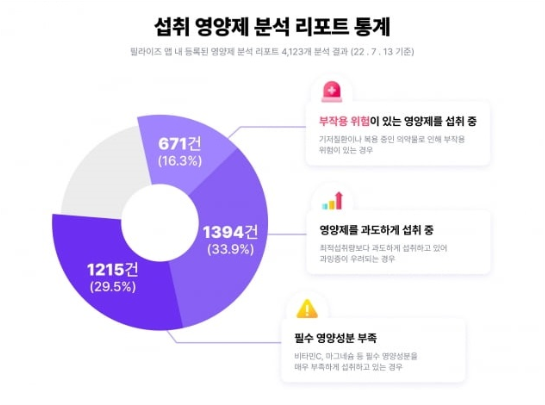 섭취 영양제 분석 리포트 통계
필라이즈 앱 내 등록된 영양제 분석 리포트 4,123개 분석 결과 (22 . 7 . 13 기준)
671건
(16.3%)
부작용 위험이 있는 영양제를 섭취 중
기저질환이나 복용 중인 의약물로 인해 부작용
위험이 있는 경우
1394건
(33.9%)
영양제를 과도하게 섭취 중
최적섭취량보다 과도하게 섭취하고 있어
과잉증이 우려되는 경우
1215건
(29.5%)
필수 영양성분 부족
비타민C, 마그네슘 등 필수 영양성분을
매우 부족하게 섭취하고 있는 경우